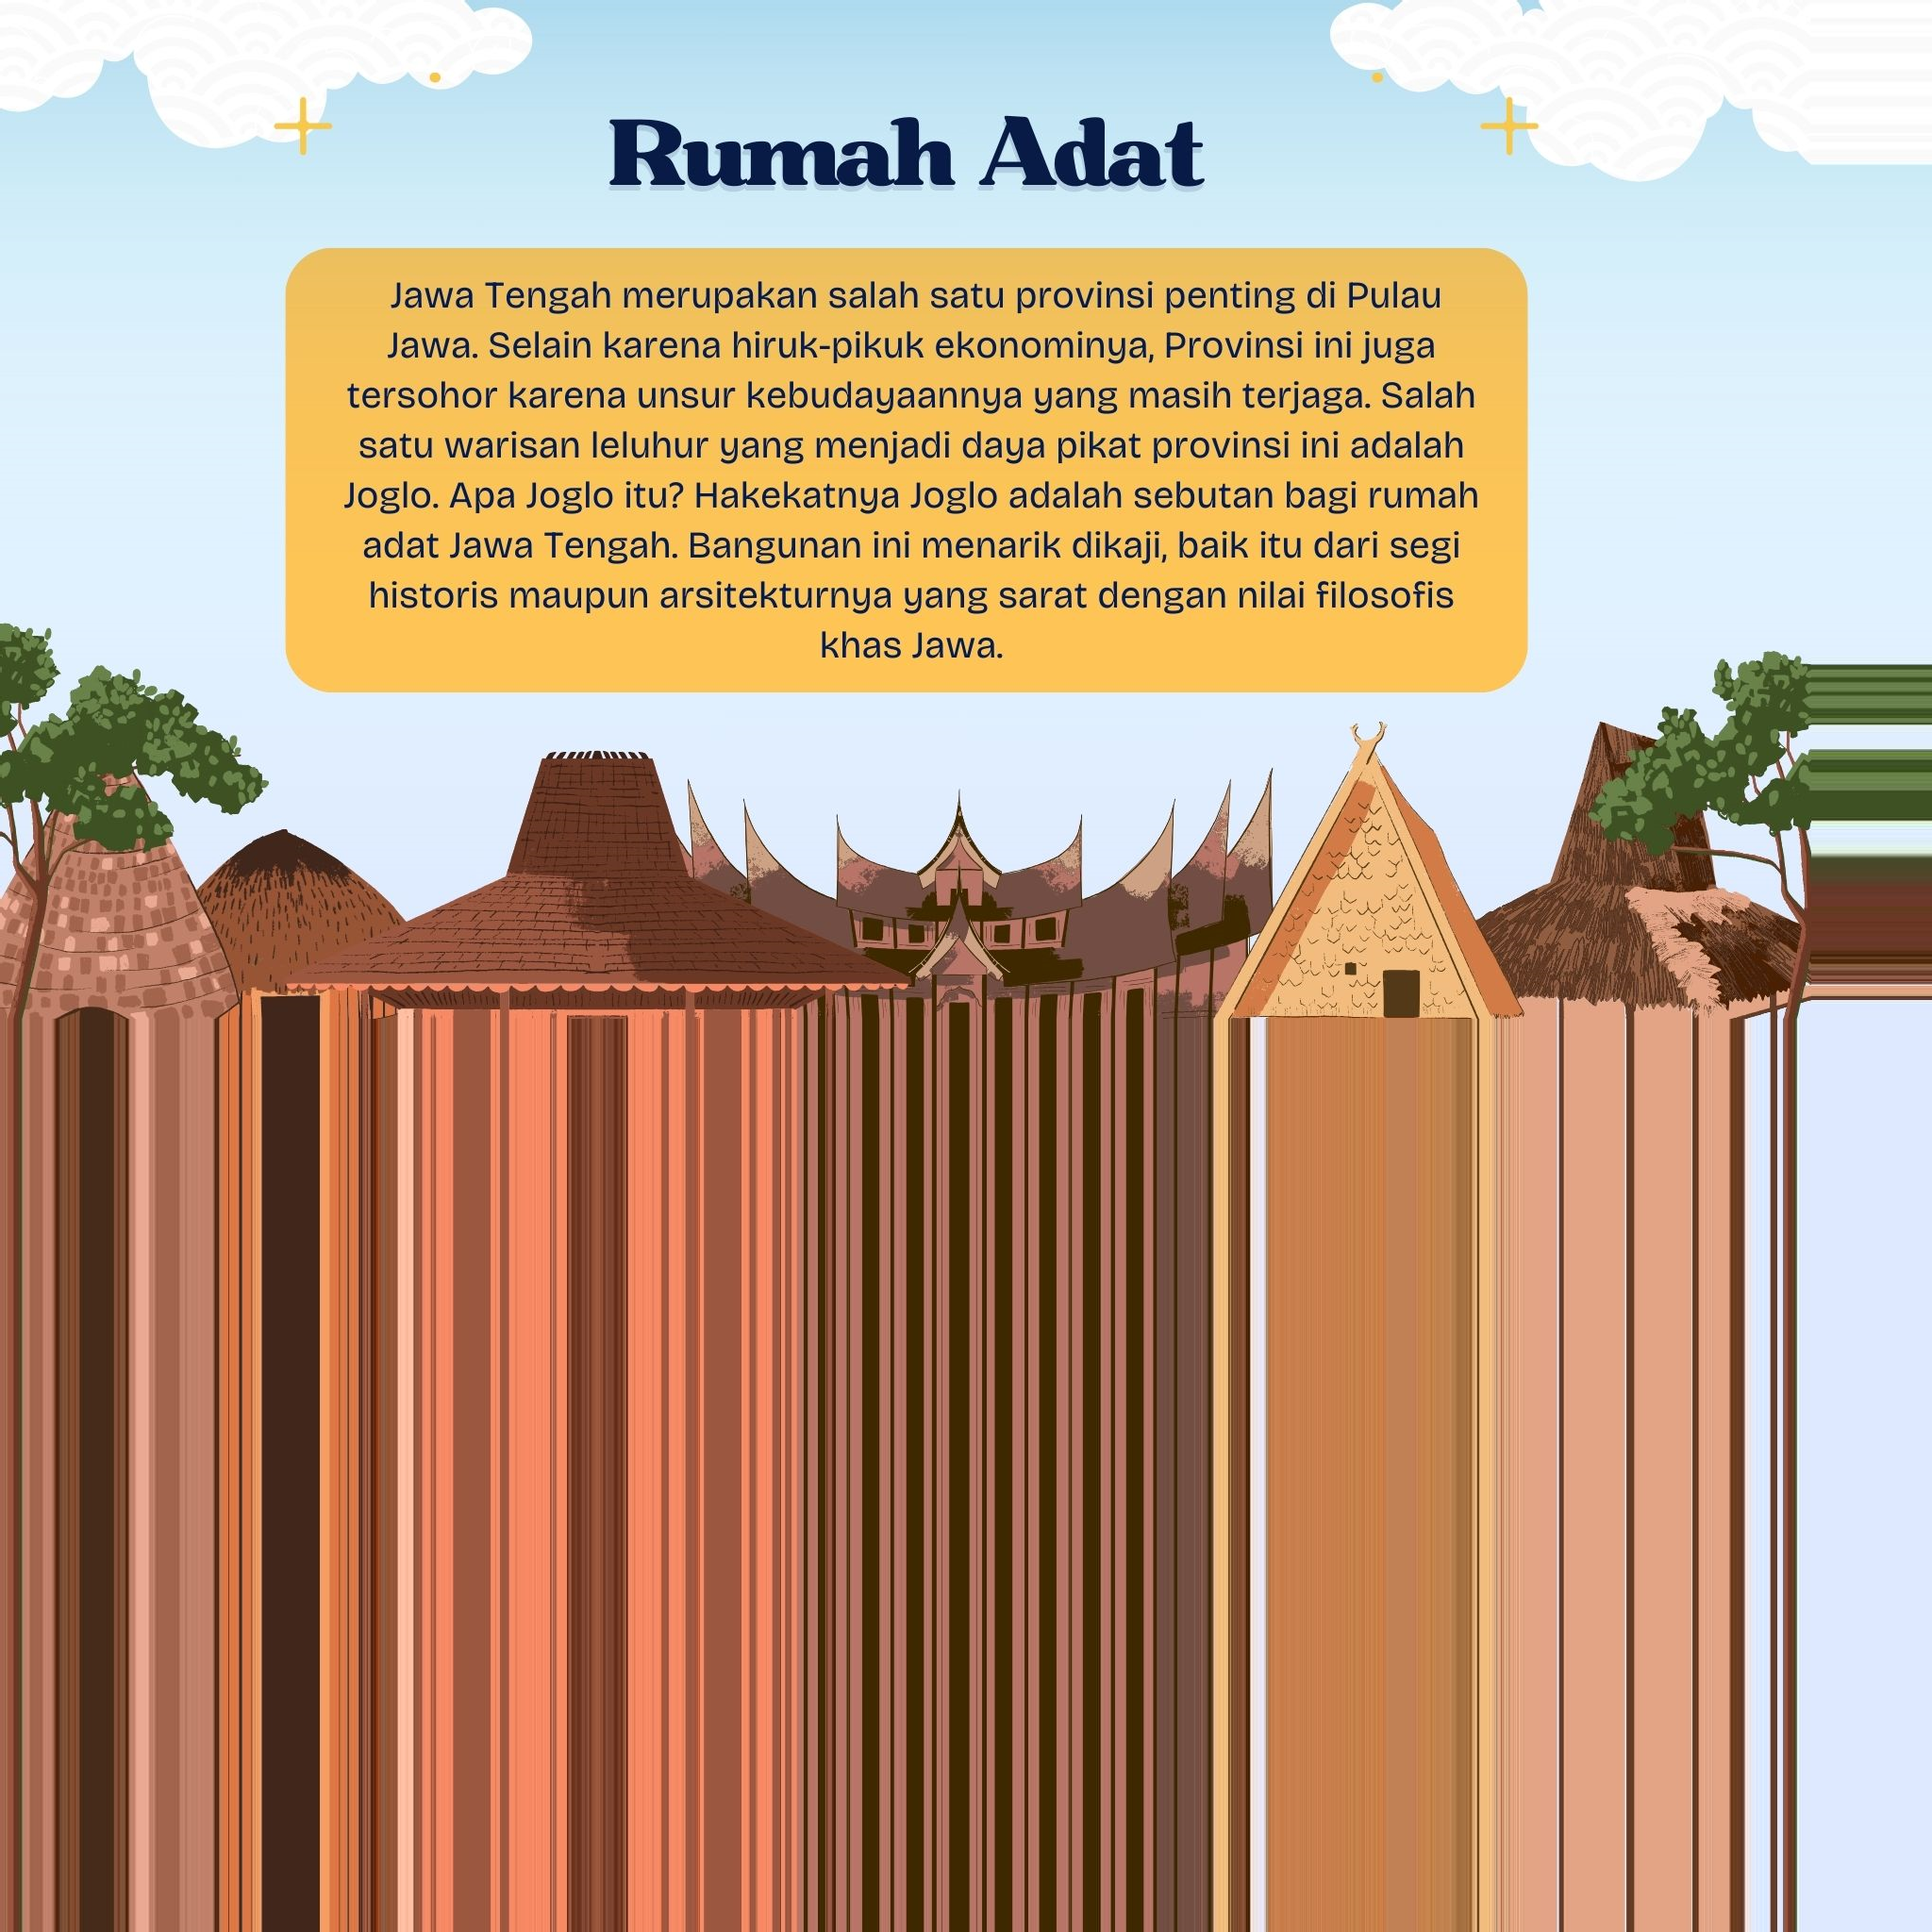 Rumah Adat
Jawa Tengah merupakan salah satu provinsi penting di Pulau
Jawa. Selain karena hiruk-pikuk ekonominya, Provinsi ini juga
tersohor karena unsur kebudayaannya yang masih terjaga. Salah
satu warisan leluhur yang menjadi daya pikat provinsi ini adalah
Joglo. Apa Joglo itu? Hakekatnya Joglo adalah sebutan bagi rumah
adat Jawa Tengah. Bangunan ini menarik dikaji, baik itu dari segi
historis maupun arsitekturnya yang sarat dengan nilai filosofis
khas Jawa.